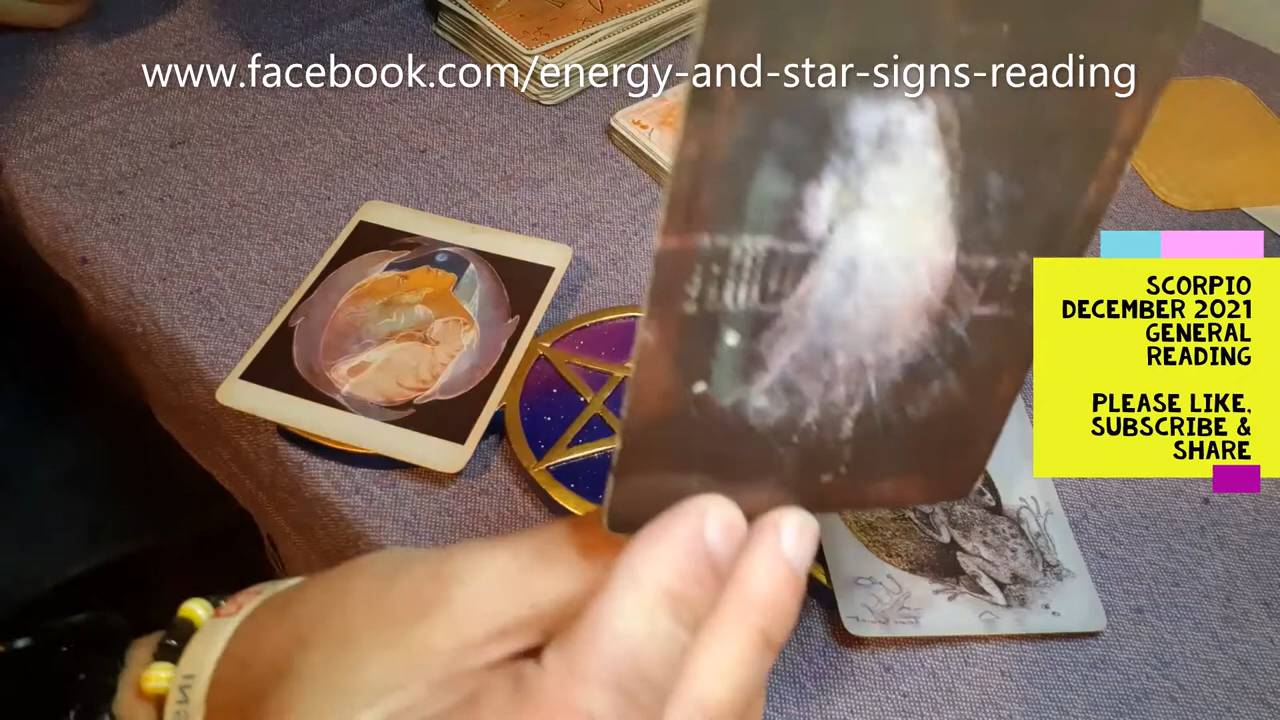 www.facebook.com/energy-and-star-signs-reading
SCORPIO
DECEMBER 2021
GENERAL
READING
PLEASE LIKE,
SUBSCRIBE &
SHARE